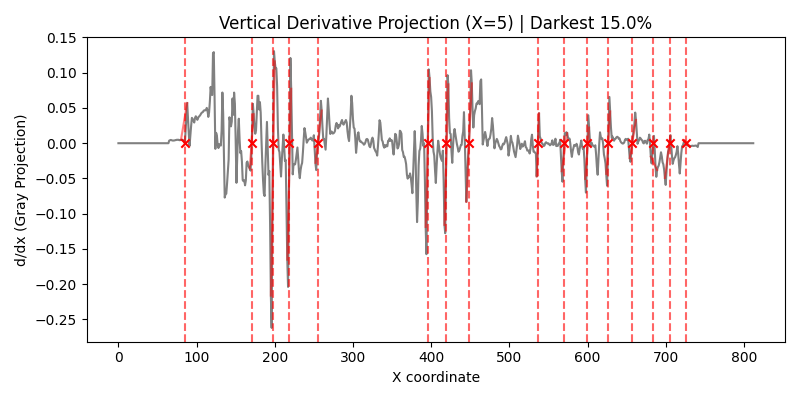 Vertical Derivative Projection (X=5) | Darkest 15.0%
0.15
0.10
0.05
0.00
−0.05
−0.10
−0.15
−0.20
−0.25
d/dx (Gray Projection)
0 100 200 300 400 500 600 700 800
X coordinate